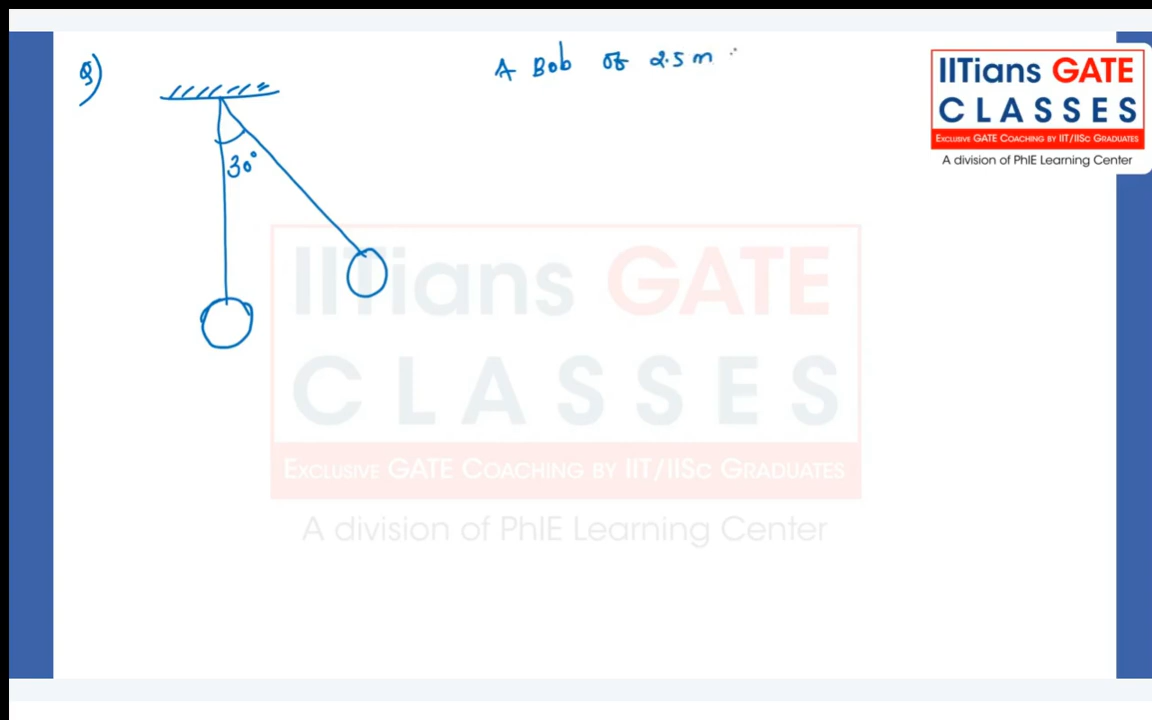 Q) A Bob of 2.5 m
30°
IITians GATE
CLASSES
EXCLUSIVE GATE COACHING BY IIT/IISc GRADUATES
A division of PhIE Learning Center
IITians GATE
CLASSES
EXCLUSIVE GATE COACHING BY IIT/IISc GRADUATES
A division of PhIE Learning Center